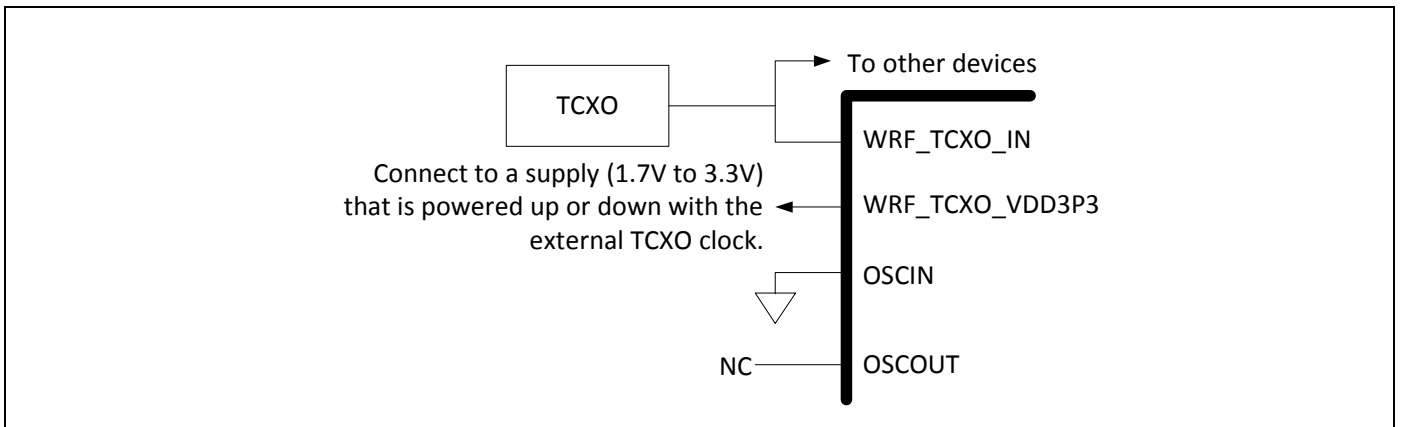 To other devices
TCXO
WRF_TCXO_IN
Connect to a supply (1.7V to 3.3V)
that is powered up or down with the
external TCXO clock.
WRF_TCXO_VDD3P3
OSCIN
NC
OSCOUT